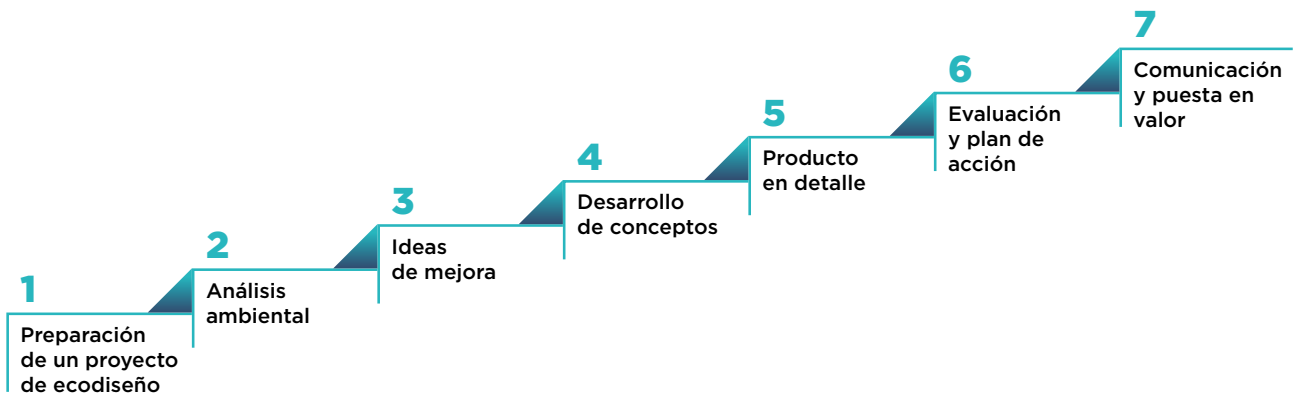 1
Preparación
de un proyecto
de ecodiseño
2
Análisis
ambiental
3
Ideas
de mejora
4
Desarrollo
de conceptos
5
Producto
en detalle
6
Evaluación
y plan de
acción
7
Comunicación
y puesta en
valor